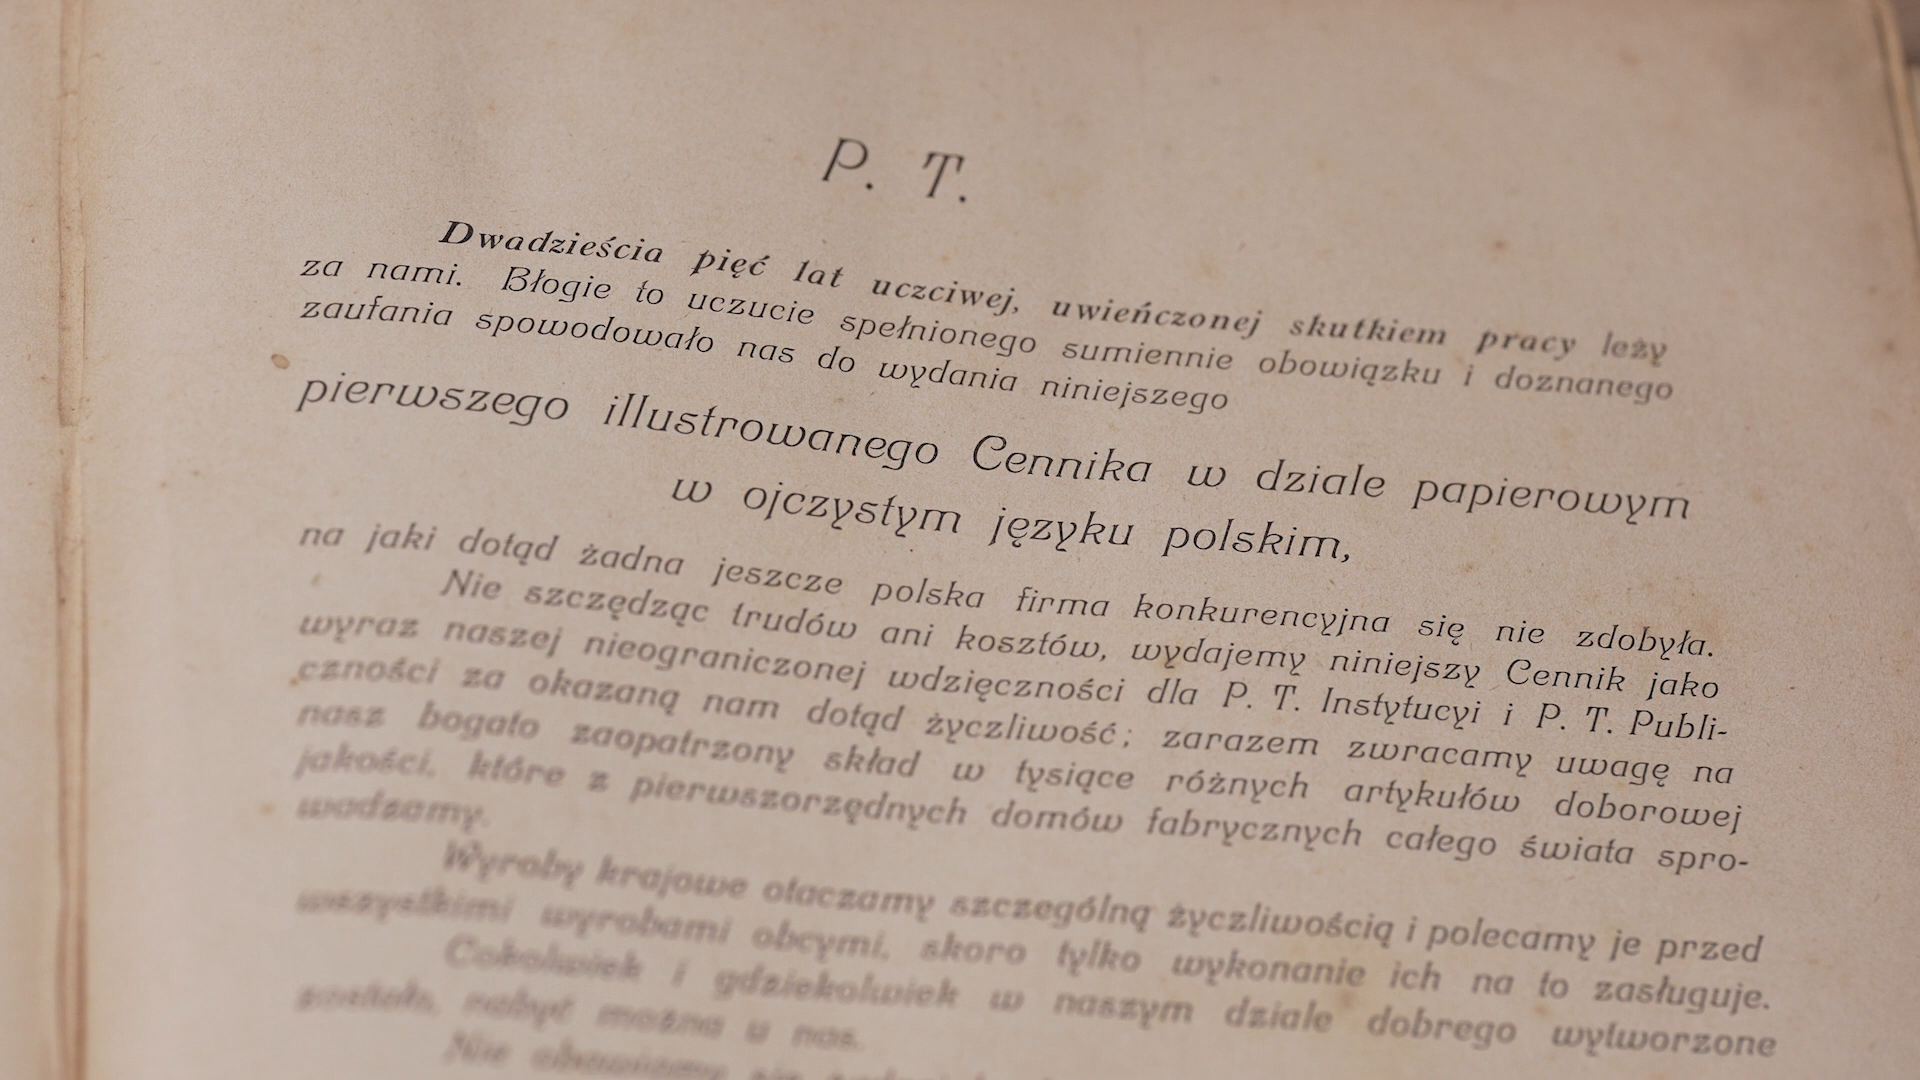 P. T.
Dwadzieścia pięć lat uczciwej, uwieńczonej skutkiem pracy leży
za nami. Błogie to uczucie spełnionego sumiennie obowiązku i doznanego
zaufania spowodowało nas do wydania niniejszego
pierwszego illustrowanego Cennika w dziale papierowym
w ojczystym języku polskim,
na jaki dotąd żadna jeszcze polska firma konkurencyjna się nie zdobyła.
Nie szczędząc trudów ani kosztów, wydajemy niniejszy Cennik jako
wyraz naszej nieograniczonej wdzięczności dla P. T. Instytucyi i P. T. Publi-
czności za okazaną nam dotąd życzliwość; zarazem zwracamy uwagę na
nasz bogato zaopatrzony skład w tysiące różnych artykułów doborowej
jakości, które z pierwszorzędnych domów fabrycznych całego świata spro-
wadzamy.
Wyroby krajowe otaczamy szczególną życzliwością i polecamy je przed
wszystkimi wyrobami obcymi, skoro tylko wykonanie ich na to zasługuje.
Cokolwiek i gdziekolwiek w naszym dziale dobrego wytworzone
zostało, nabyć można u nas.
Nie